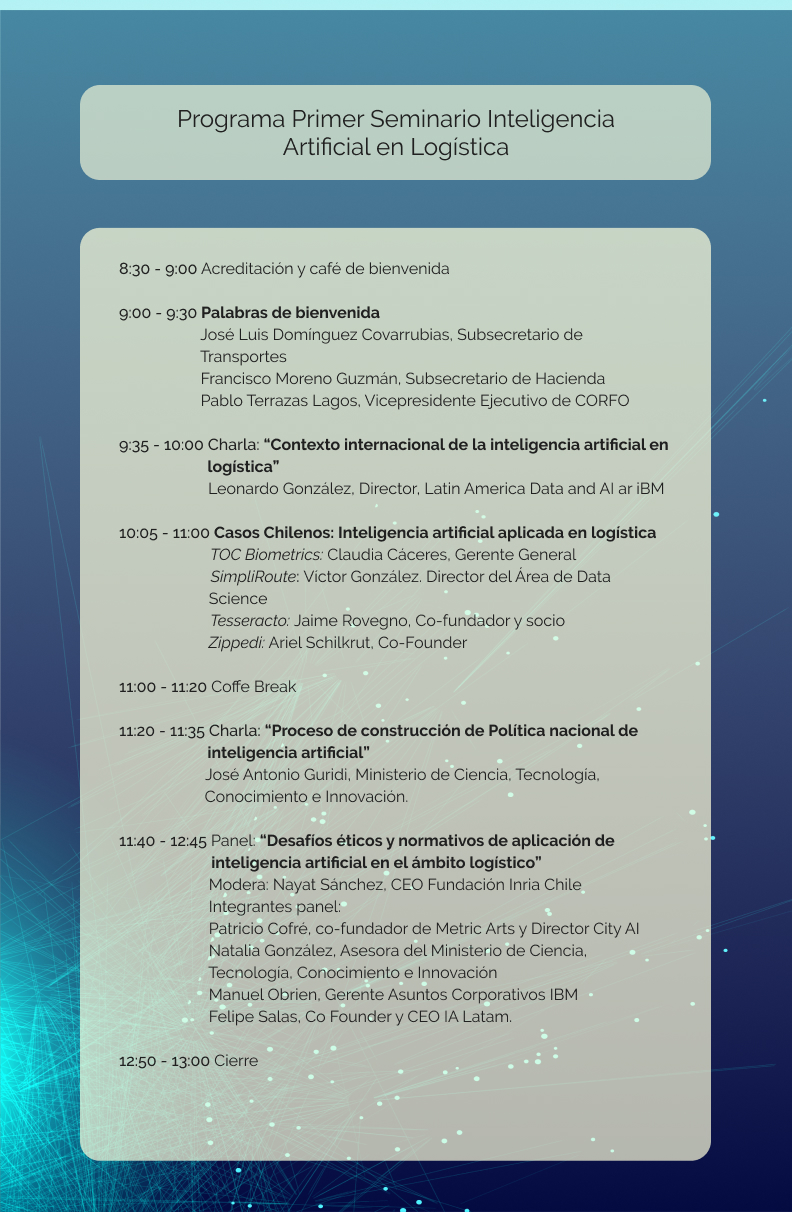 Programa Primer Seminario Inteligencia
Artificial en Logística
8:30 - 9:00 Acreditación y café de bienvenida
9:00 - 9:30 Palabras de bienvenida
José Luis Domínguez Covarrubias, Subsecretario de
Transportes
Francisco Moreno Guzmán, Subsecretario de Hacienda
Pablo Terrazas Lagos, Vicepresidente Ejecutivo de CORFO
9:35 - 10:00 Charla: “Contexto internacional de la inteligencia artificial en
logística”
Leonardo González, Director, Latin America Data and AI ar iBM
10:05 - 11:00 Casos Chilenos: Inteligencia artificial aplicada en logística
TOC Biometrics: Claudia Cáceres, Gerente General
SimpliRoute: Víctor González. Director del Área de Data
Science
Tesseracto: Jaime Rovegno, Co-fundador y socio
Zippedi: Ariel Schilkrut, Co-Founder
11:00 - 11:20 Coffe Break
11:20 - 11:35 Charla: “Proceso de construcción de Política nacional de
inteligencia artificial”
José Antonio Guridi, Ministerio de Ciencia, Tecnología,
Conocimiento e Innovación.
11:40 - 12:45 Panel: “Desafíos éticos y normativos de aplicación de
inteligencia artificial en el ámbito logístico”
Modera: Nayat Sánchez, CEO Fundación Inria Chile
Integrantes panel:
Patricio Cofré, co-fundador de Metric Arts y Director City AI
Natalia González, Asesora del Ministerio de Ciencia,
Tecnología, Conocimiento e Innovación
Manuel Obrien, Gerente Asuntos Corporativos IBM
Felipe Salas, Co Founder y CEO IA Latam.
12:50 - 13:00 Cierre